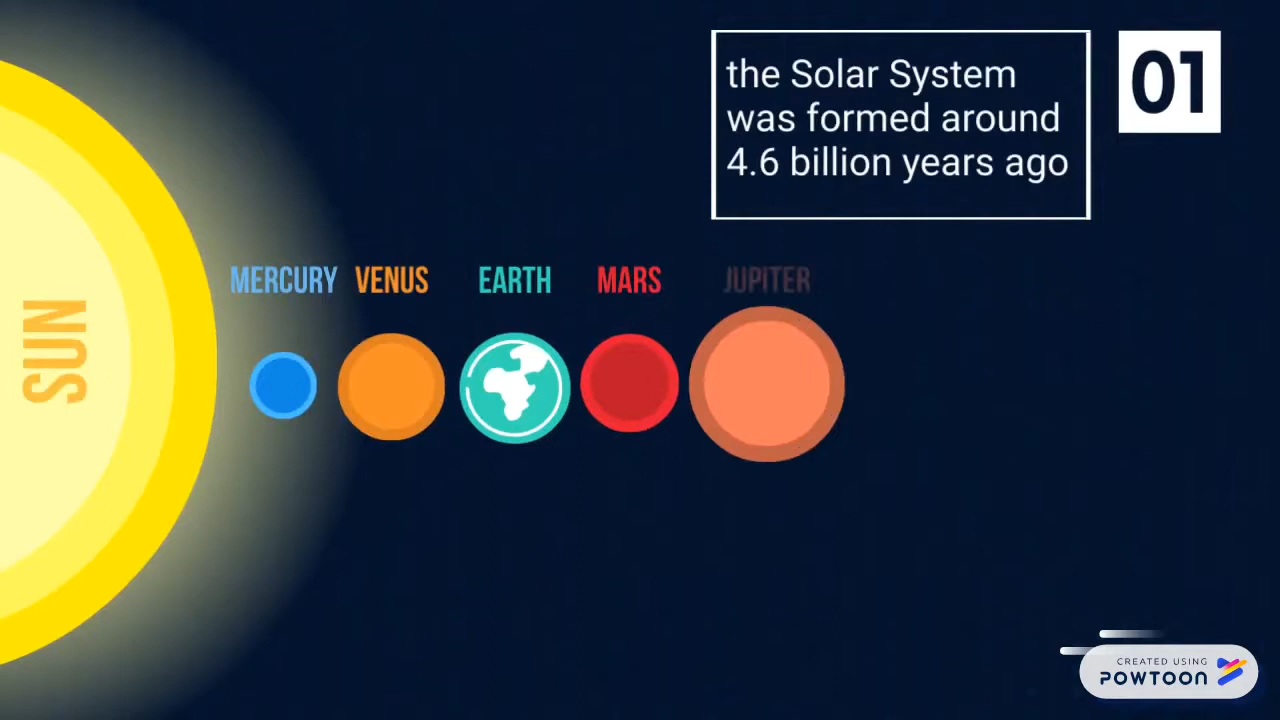 the Solar System
was formed around
4.6 billion years ago
01
MERCURY VENUS EARTH MARS JUPITER
SUN
CREATED USING
POWTOON